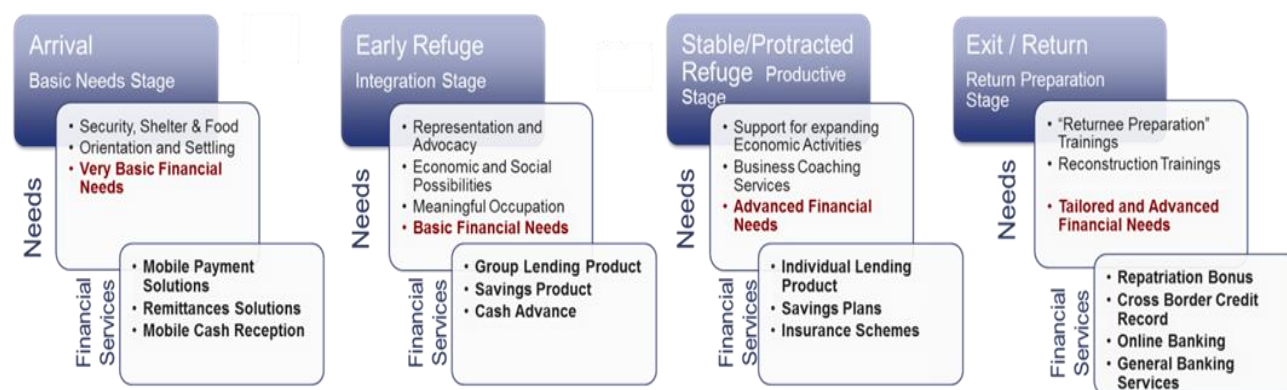 Arrival
Basic Needs Stage
Needs
• Security, Shelter & Food
• Orientation and Settling
• Very Basic Financial
Needs
Financial
Services
• Mobile Payment
Solutions
• Remittances Solutions
• Mobile Cash Reception
Early Refuge
Integration Stage
Needs
• Representation and
Advocacy
• Economic and Social
Possibilities
• Meaningful Occupation
• Basic Financial Needs
Financial
Services
• Group Lending Product
• Savings Product
• Cash Advance
Stable/Protracted
Refuge Productive
Stage
Needs
• Support for expanding
Economic Activities
• Business Coaching
Services
• Advanced Financial
Needs
Financial
Services
• Individual Lending
Product
• Savings Plans
• Insurance Schemes
Exit / Return
Return Preparation
Stage
Needs
• “Returnee Preparation”
Trainings
• Reconstruction Trainings
• Tailored and Advanced
Financial Needs
Financial
Services
• Repatriation Bonus
• Cross Border Credit
Record
• Online Banking
• General Banking
Services